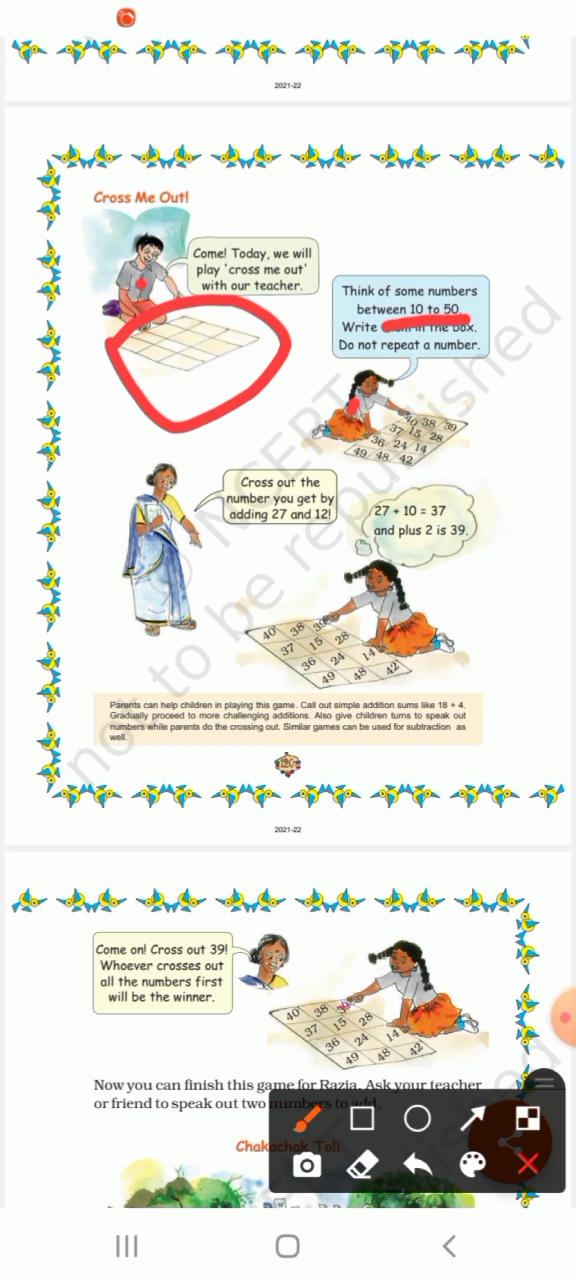 2021-22
Cross Me Out!
Come! Today, we will
play 'cross me out'
with our teacher.
Think of some numbers
between 10 to 50.
Write in the box.
Do not repeat a number.
40 38 39
37 15 28
36 24 14
49 48 42
Cross out the
number you get by
adding 27 and 12!
27 + 10 = 37
and plus 2 is 39.
40 38 39
37 15 28
36 24 14
49 48 42
Parents can help children in playing this game. Call out simple addition sums like 18 + 4.
Gradually proceed to more challenging additions. Also give children turns to speak out
numbers while parents do the crossing out. Similar games can be used for subtraction as
well.
120
2021-22
Come on! Cross out 39!
Whoever crosses out
all the numbers first
will be the winner.
40 38 39
37 15 28
36 24 14
49 48 42
Now you can finish this game for Razia. Ask your teacher
or friend to speak out two numbers to add.
Chakachak Toli
© NCERT
not to be republished